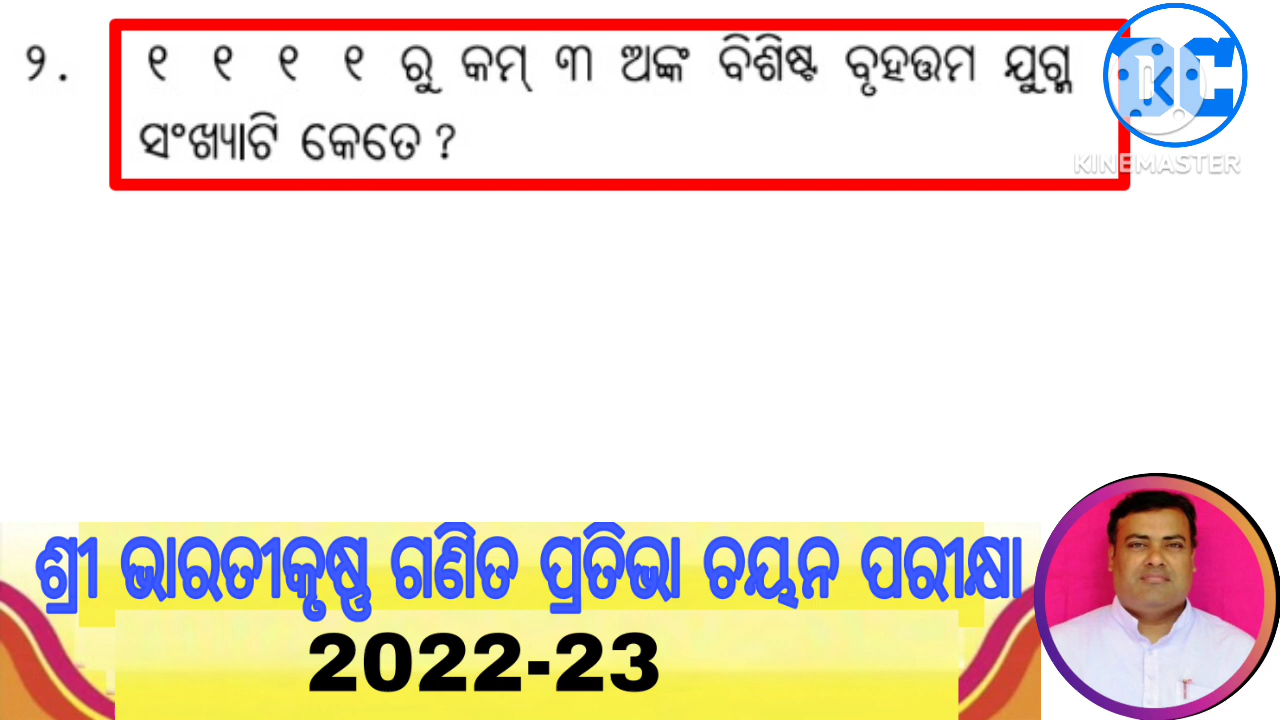 ୨. ୧ ୧ ୧ ୧ ରୁ କମ୍ ୩ ଅଙ୍କ ବିଶିଷ୍ଟ ବୃହତ୍ତମ ଯୁଗ୍ମ
ସଂଖ୍ୟାଟି କେତେ ?
KINEMASTER
ଶ୍ରୀ ଭାରତୀକୃଷ୍ଣ ଗଣିତ ପ୍ରତିଭା ଚୟନ ପରୀକ୍ଷା
2022-23